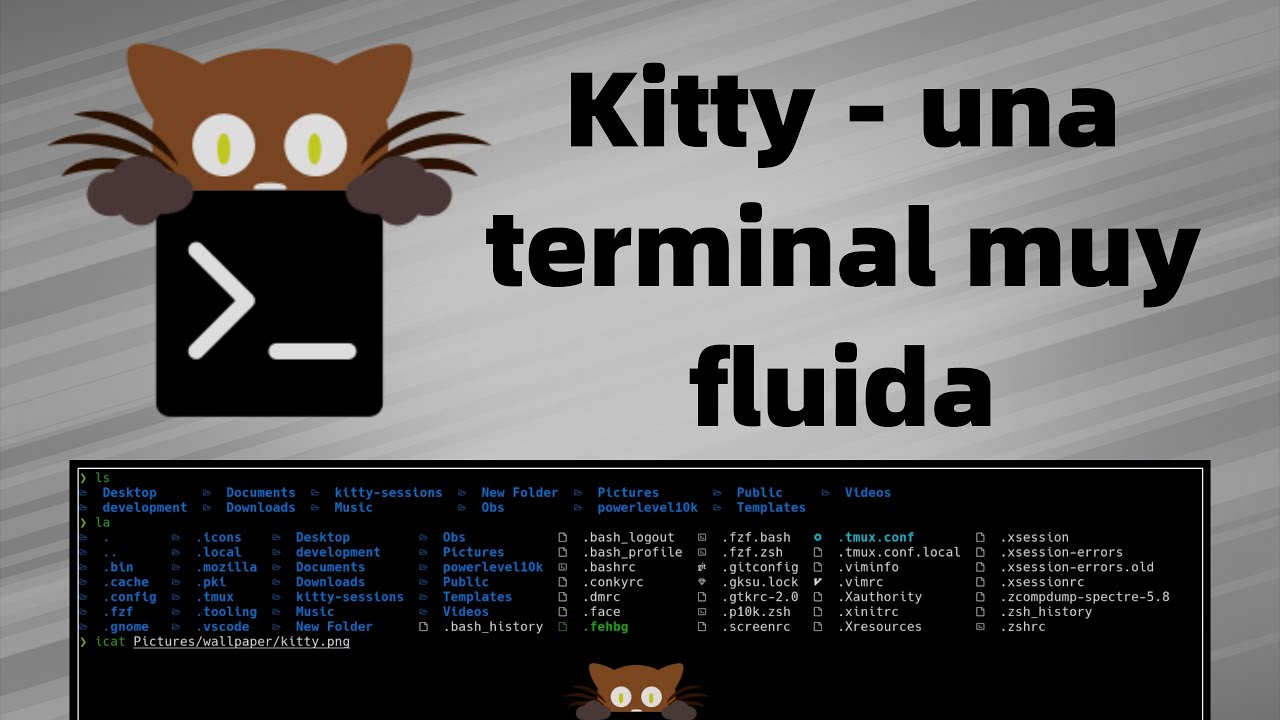 Kitty - una
terminal muy
fluida
>_
❯ ls
Desktop Documents kitty-sessions New Folder Pictures Public Videos
development Downloads Music Obs powerlevel10k Templates
❯ la
. .icons Desktop Obs .bash_logout .fzf.bash .tmux.conf .xsession
.. .local development Pictures .bash_profile .fzf.zsh .tmux.conf.local .xsession-errors
.bin .mozilla Documents powerlevel10k .bashrc .gitconfig .viminfo .xsession-errors.old
.cache .pki Downloads Public .conkyrc .gksu.lock .vimrc .xsessionrc
.config .tmux kitty-sessions Templates .dmrc .gtkrc-2.0 .Xauthority .zcompdump-spectre-5.8
.fzf .tooling Music Videos .face .p10k.zsh .xinitrc .zsh_history
.gnome .vscode New Folder .bash_history .fehbg .screenrc .Xresources .zshrc
❯ icat Pictures/wallpaper/kitty.png